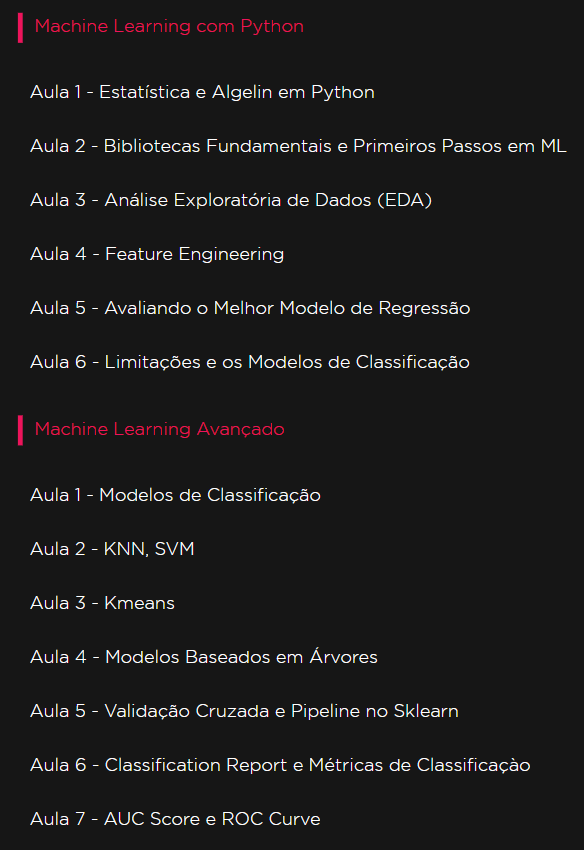 Machine Learning com Python
Aula 1 - Estatística e Algelin em Python
Aula 2 - Bibliotecas Fundamentais e Primeiros Passos em ML
Aula 3 - Análise Exploratória de Dados (EDA)
Aula 4 - Feature Engineering
Aula 5 - Avaliando o Melhor Modelo de Regressão
Aula 6 - Limitações e os Modelos de Classificação
Machine Learning Avançado
Aula 1 - Modelos de Classificação
Aula 2 - KNN, SVM
Aula 3 - Kmeans
Aula 4 - Modelos Baseados em Árvores
Aula 5 - Validação Cruzada e Pipeline no Sklearn
Aula 6 - Classification Report e Métricas de Classificaçào
Aula 7 - AUC Score e ROC Curve